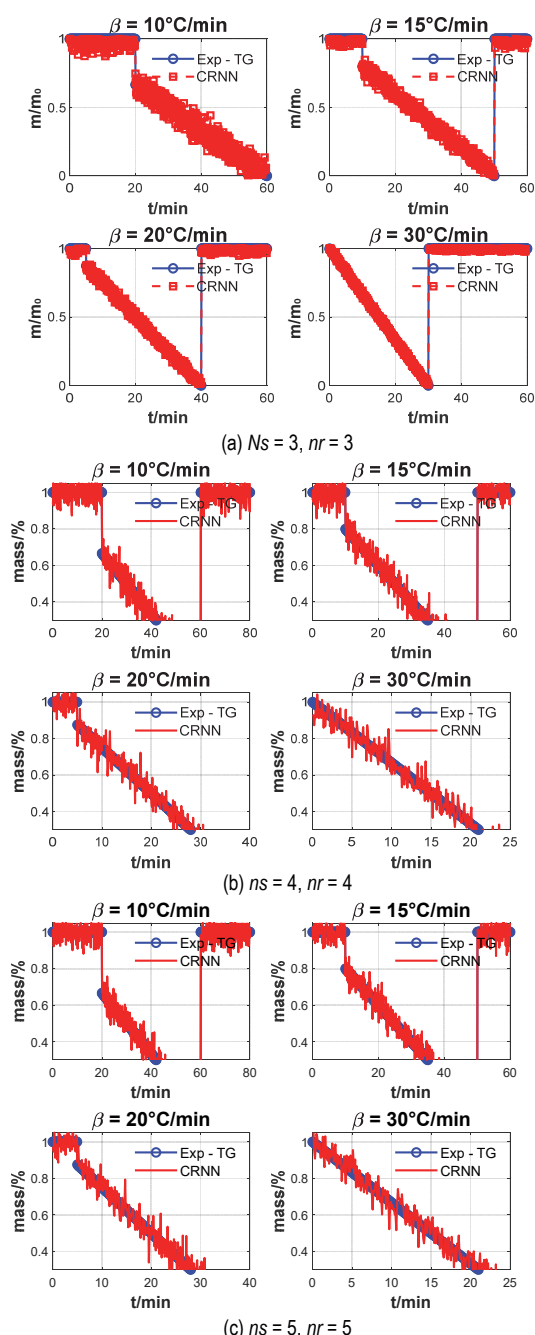 β = 10°C/min
β = 15°C/min
1
0.5
0
m/m₀
Exp - TG
CRNN
0 20 40 60
t/min
1
0.5
0
m/m₀
Exp - TG
CRNN
0 20 40 60
t/min
β = 20°C/min
β = 30°C/min
1
0.5
0
m/m₀
Exp - TG
CRNN
0 20 40 60
t/min
1
0.5
0
m/m₀
Exp - TG
CRNN
0 20 40 60
t/min
(a) Ns = 3, nr = 3
β = 10°C/min
β = 15°C/min
1
0.8
0.6
0.4
mass/%
Exp - TG
CRNN
0 20 40 60 80
t/min
1
0.8
0.6
0.4
mass/%
Exp - TG
CRNN
0 20 40 60
t/min
β = 20°C/min
β = 30°C/min
1
0.8
0.6
0.4
mass/%
Exp - TG
CRNN
0 10 20 30 40
t/min
1
0.8
0.6
0.4
mass/%
Exp - TG
CRNN
0 5 10 15 20 25
t/min
(b) ns = 4, nr = 4
β = 10°C/min
β = 15°C/min
1
0.8
0.6
0.4
mass/%
Exp - TG
CRNN
0 20 40 60 80
t/min
1
0.8
0.6
0.4
mass/%
Exp - TG
CRNN
0 20 40 60
t/min
β = 20°C/min
β = 30°C/min
1
0.8
0.6
0.4
mass/%
Exp - TG
CRNN
0 10 20 30 40
t/min
1
0.8
0.6
0.4
mass/%
Exp - TG
CRNN
0 5 10 15 20 25
t/min
(c) ns = 5, nr = 5